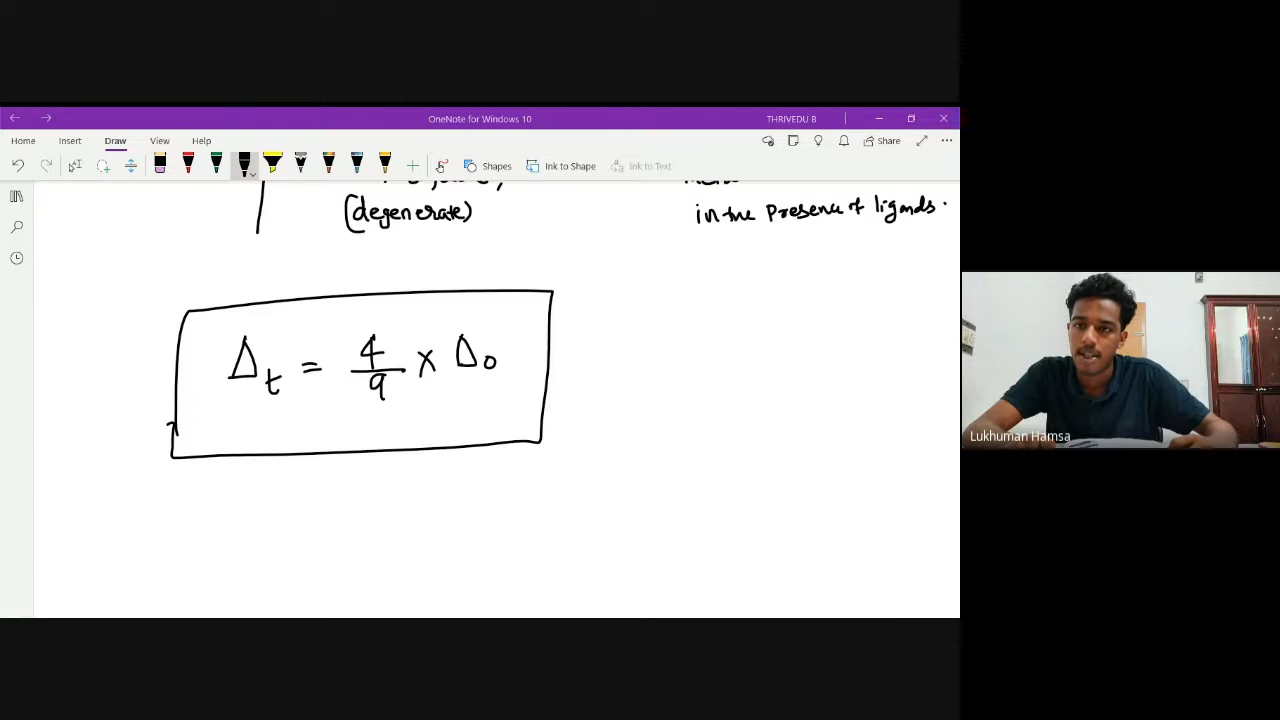 OneNote for Windows 10
THRIVEDU B
Home Insert Draw View Help
Share
Shapes Ink to Shape Ink to Text
(degenerate)
in the presence of ligands.
Δt = 4/9 × Δo
Lukhuman Hamsa